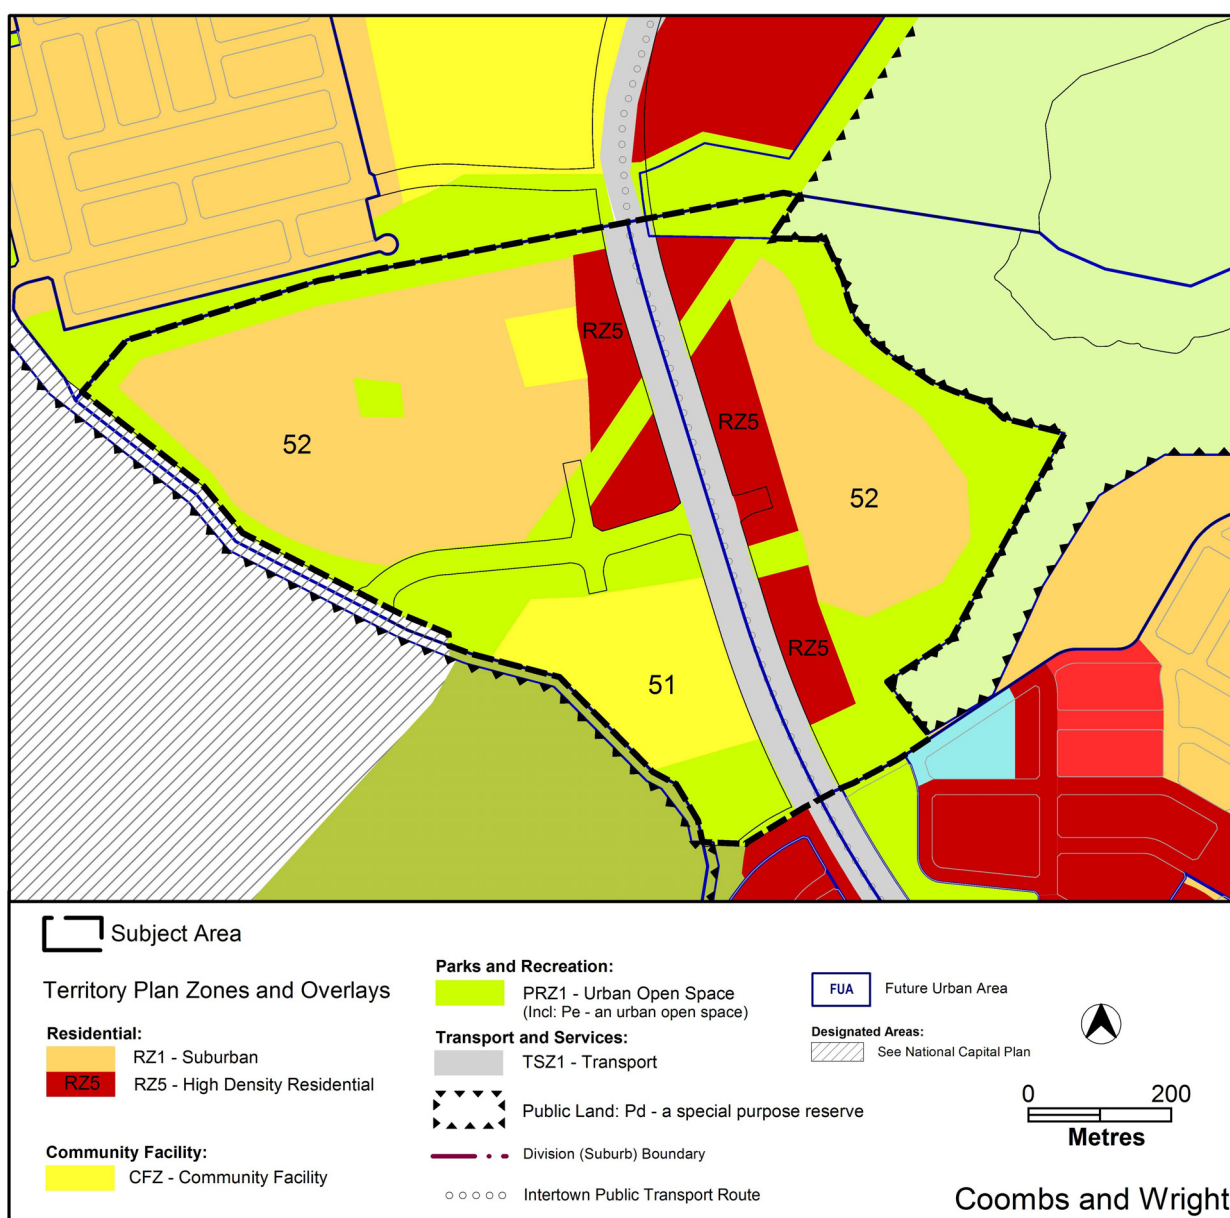 RZ5
RZ5
52
52
RZ5
51
Subject Area
Territory Plan Zones and Overlays
Residential:
RZ1 - Suburban
RZ5 RZ5 - High Density Residential
Community Facility:
CFZ - Community Facility
Parks and Recreation:
PRZ1 - Urban Open Space
(Incl: Pe - an urban open space)
Transport and Services:
TSZ1 - Transport
Public Land: Pd - a special purpose reserve
Division (Suburb) Boundary
Intertown Public Transport Route
FUA Future Urban Area
Designated Areas:
See National Capital Plan
0 200
Metres
Coombs and Wright